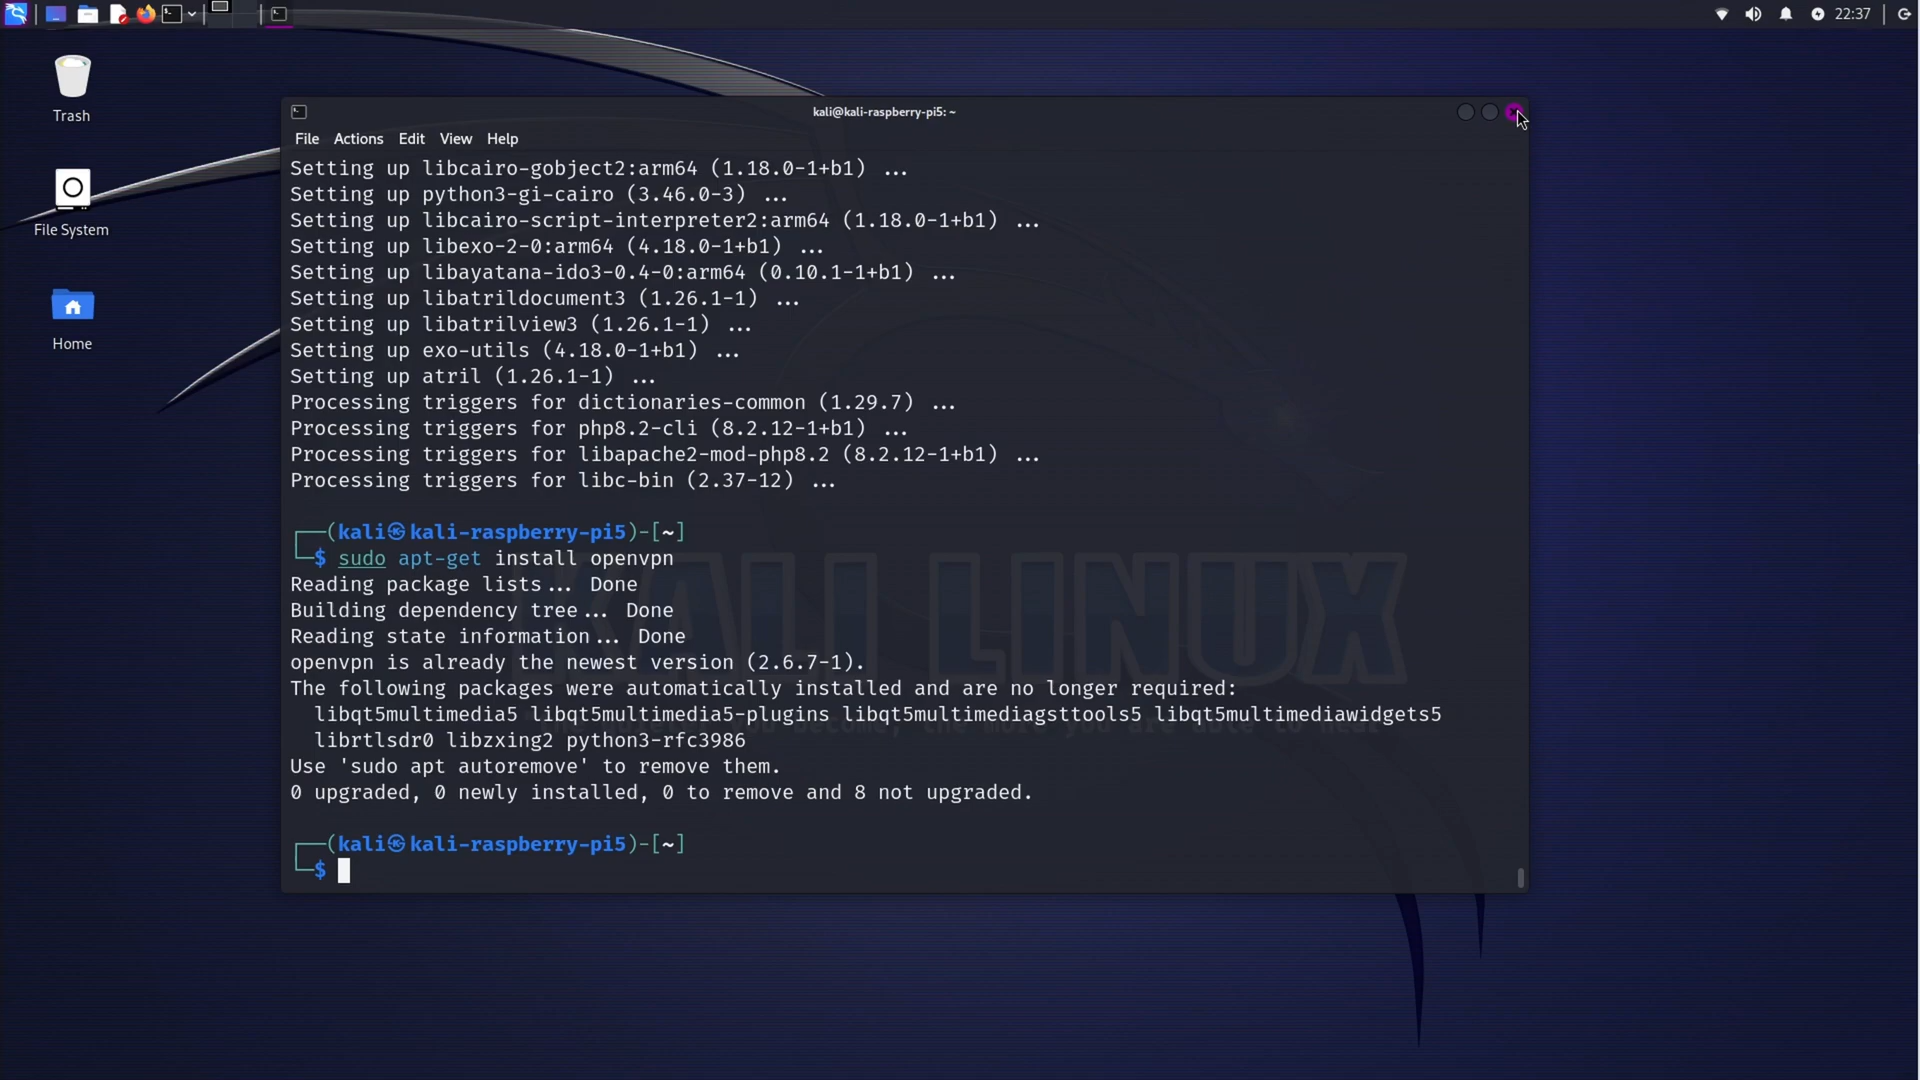 22:37
Trash
File System
Home
kali@kali-raspberry-pi5: ~
File Actions Edit View Help
Setting up libcairo-gobject2:arm64 (1.18.0-1+b1) ...
Setting up python3-gi-cairo (3.46.0-3) ...
Setting up libcairo-script-interpreter2:arm64 (1.18.0-1+b1) ...
Setting up libexo-2-0:arm64 (4.18.0-1+b1) ...
Setting up libayatana-ido3-0.4-0:arm64 (0.10.1-1+b1) ...
Setting up libatrildocument3 (1.26.1-1) ...
Setting up libatrilview3 (1.26.1-1) ...
Setting up exo-utils (4.18.0-1+b1) ...
Setting up atril (1.26.1-1) ...
Processing triggers for dictionaries-common (1.29.7) ...
Processing triggers for php8.2-cli (8.2.12-1+b1) ...
Processing triggers for libapache2-mod-php8.2 (8.2.12-1+b1) ...
Processing triggers for libc-bin (2.37-12) ...
┌──(kali㉿kali-raspberry-pi5)-[~]
└─$ sudo apt-get install openvpn
Reading package lists... Done
Building dependency tree... Done
Reading state information... Done
openvpn is already the newest version (2.6.7-1).
The following packages were automatically installed and are no longer required:
libqt5multimedia5 libqt5multimedia5-plugins libqt5multimediagsttools5 libqt5multimediawidgets5
librtlsdr0 libzxing2 python3-rfc3986
Use 'sudo apt autoremove' to remove them.
0 upgraded, 0 newly installed, 0 to remove and 8 not upgraded.
┌──(kali㉿kali-raspberry-pi5)-[~]
└─$
KALI LINUX